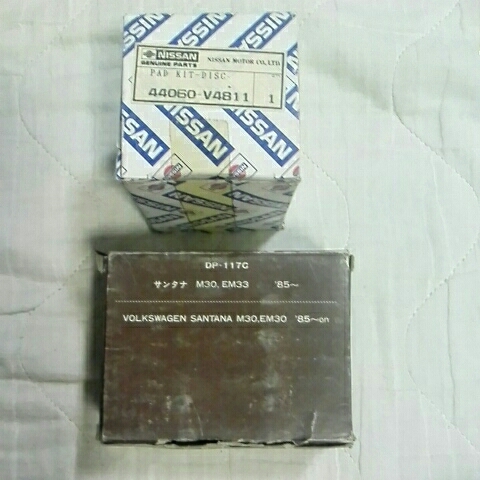 NISSAN
GENUINE PARTS
NISSAN MOTOR CO.,LTD.
PAD KIT-DISC
44060-V4811 1
NISSAN
NISSAN
NISSAN
DP-117C
サンタナ M30, EM33 '85～
VOLKSWAGEN SANTANA M30,EM30 '85～on